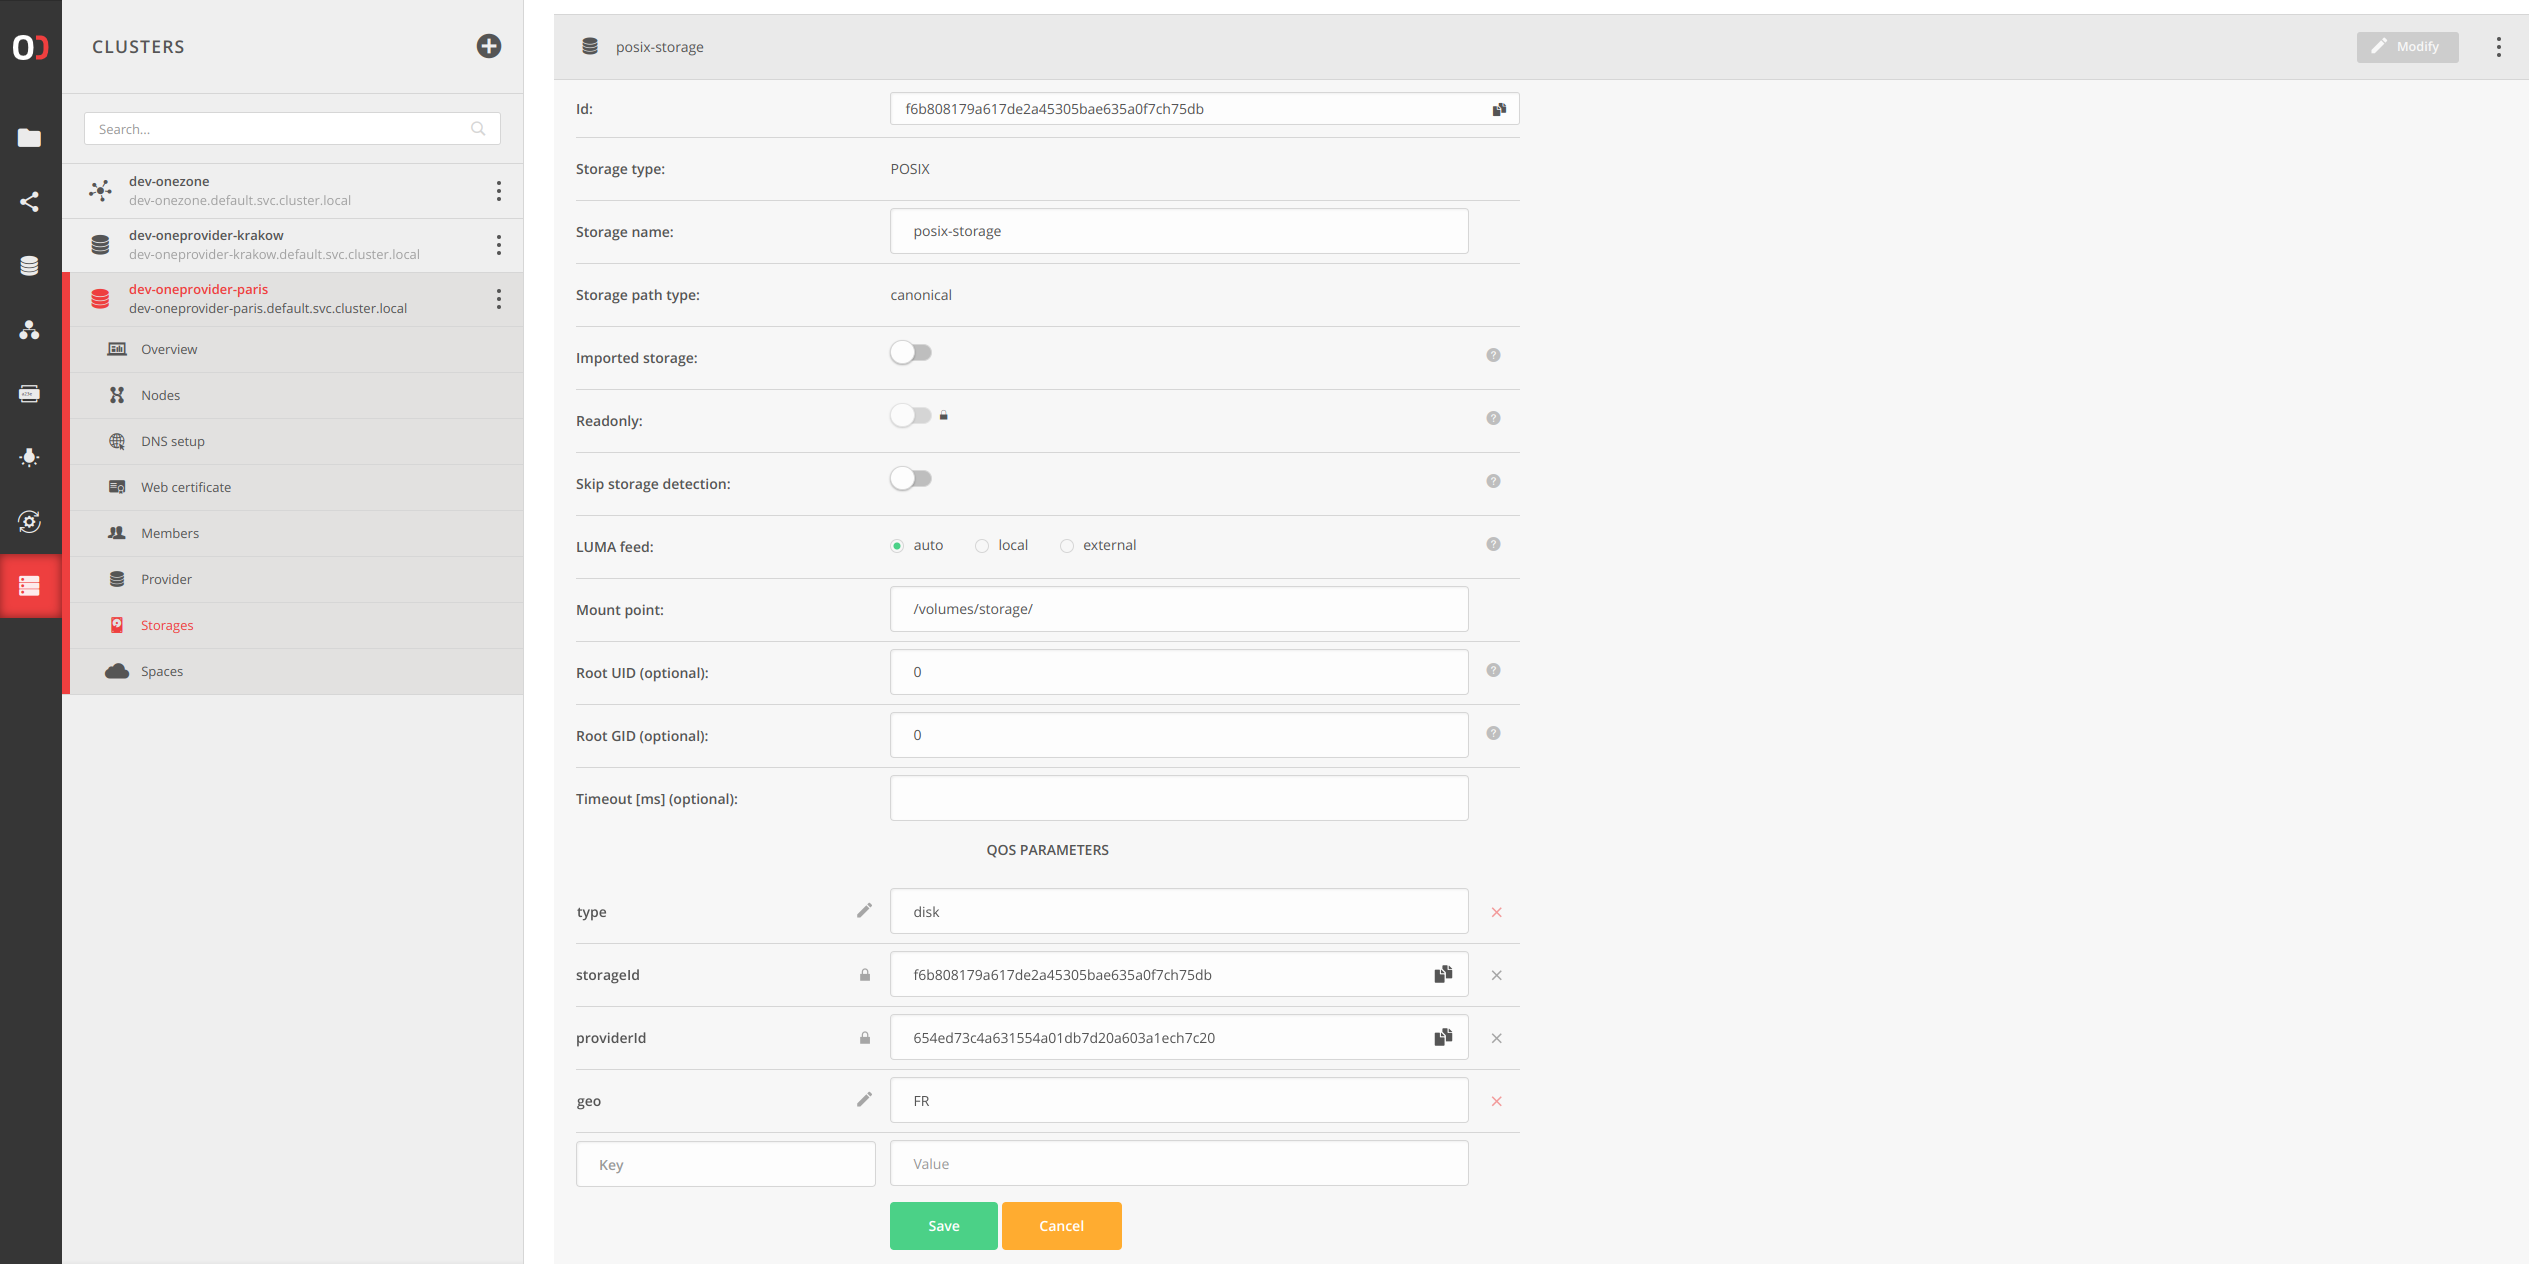 CLUSTERS
Search...
dev-onezone
dev-onezone.default.svc.cluster.local
dev-oneprovider-krakow
dev-oneprovider-krakow.default.svc.cluster.local
dev-oneprovider-paris
dev-oneprovider-paris.default.svc.cluster.local
Overview
Nodes
DNS setup
Web certificate
Members
Provider
Storages
Spaces
posix-storage
Modify
Id: f6b808179a617de2a45305bae635a0f7ch75db
Storage type: POSIX
Storage name: posix-storage
Storage path type: canonical
Imported storage:
Readonly:
Skip storage detection:
LUMA feed: auto local external
Mount point: /volumes/storage/
Root UID (optional): 0
Root GID (optional): 0
Timeout [ms] (optional):
QOS PARAMETERS
type disk
storageId f6b808179a617de2a45305bae635a0f7ch75db
providerId 654ed73c4a631554a01db7d20a603a1ech7c20
geo FR
Key Value
Save Cancel